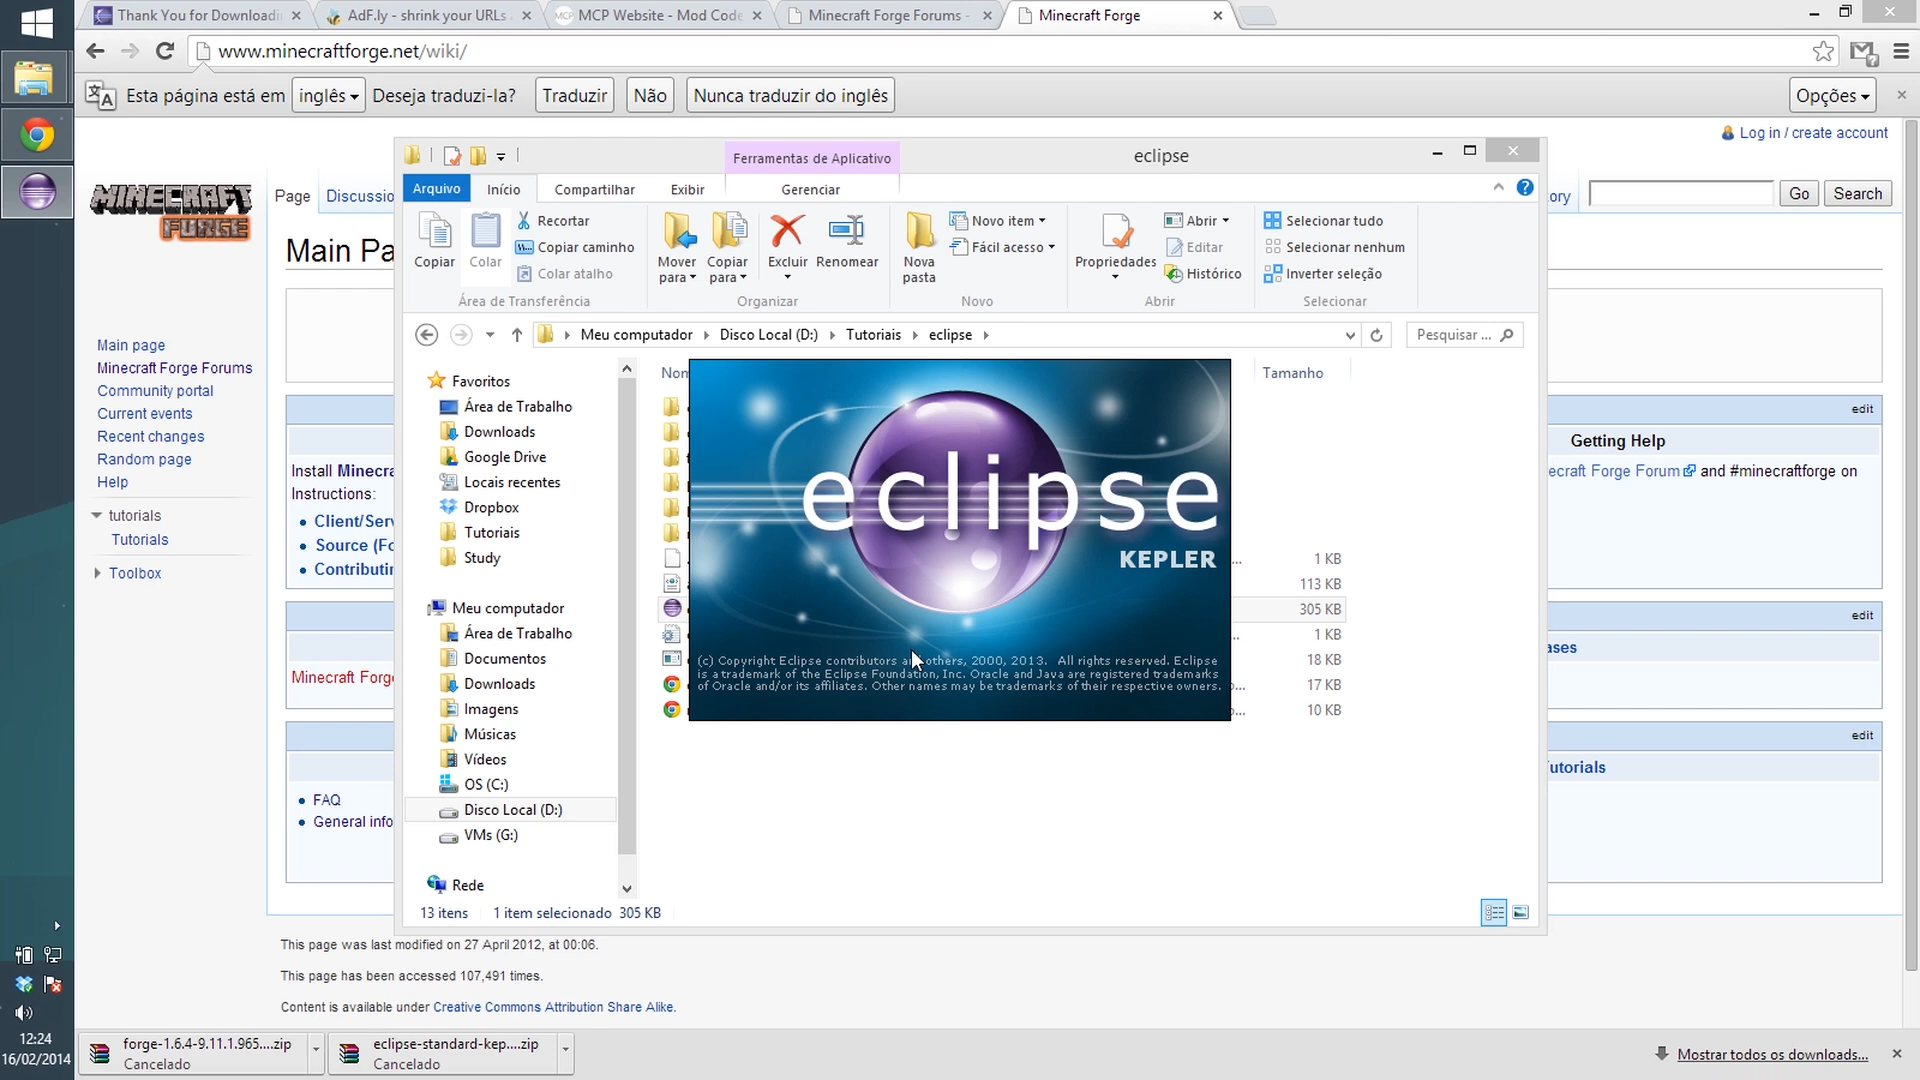 Thank You for Downloadin
AdF.ly - shrink your URLs
MCP Website - Mod Code
Minecraft Forge Forums -
Minecraft Forge
www.minecraftforge.net/wiki/
Esta página está em inglês Deseja traduzi-la? Traduzir Não Nunca traduzir do inglês Opções
Log in / create account
MINECRAFT
FORGE
Page Discussio
ory
Go Search
Main Pa
Main page
Minecraft Forge Forums
Community portal
Current events
Recent changes
Random page
Help
tutorials
Tutorials
Toolbox
Install Minecra
Instructions:
Client/Serv
Source (Fo
Contributin
Minecraft Forge
FAQ
General info
edit
Getting Help
ecraft Forge Forum and #minecraftforge on
edit
ases
edit
Tutorials
This page was last modified on 27 April 2012, at 00:06.
This page has been accessed 107,491 times.
Content is available under Creative Commons Attribution Share Alike.
Ferramentas de Aplicativo
eclipse
Arquivo Início Compartilhar Exibir Gerenciar
Copiar
Colar
Recortar
Copiar caminho
Colar atalho
Área de Transferência
Mover para
Copiar para
Excluir
Renomear
Organizar
Nova pasta
Novo item
Fácil acesso
Novo
Propriedades
Abrir
Editar
Histórico
Abrir
Selecionar tudo
Selecionar nenhum
Inverter seleção
Selecionar
Meu computador Disco Local (D:) Tutoriais eclipse
Pesquisar ...
Favoritos
Área de Trabalho
Downloads
Google Drive
Locais recentes
Dropbox
Tutoriais
Study
Meu computador
Área de Trabalho
Documentos
Downloads
Imagens
Músicas
Vídeos
OS (C:)
Disco Local (D:)
VMs (G:)
Rede
Nom
Tamanho
1 KB
113 KB
305 KB
1 KB
18 KB
17 KB
10 KB
eclipse
KEPLER
(c) Copyright Eclipse contributors and others, 2000, 2013. All rights reserved. Eclipse
is a trademark of the Eclipse Foundation, Inc. Oracle and Java are registered trademarks
of Oracle and/or its affiliates. Other names may be trademarks of their respective owners.
13 itens 1 item selecionado 305 KB
12:24
16/02/2014
forge-1.6.4-9.11.1.965....zip
Cancelado
eclipse-standard-kep....zip
Cancelado
Mostrar todos os downloads...